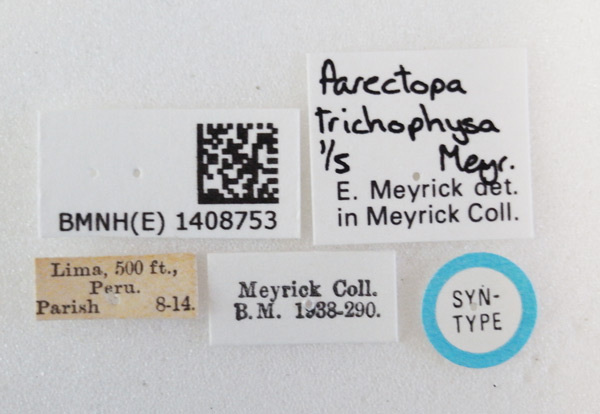 Parectopa
trichophysa
1/5 Meyr.
E. Meyrick det.
in Meyrick Coll.
BMNH(E) 1408753
Lima, 500 ft.,
Peru.
Parish 8-14.
Meyrick Coll.
B.M. 1938-290.
SYN-
TYPE